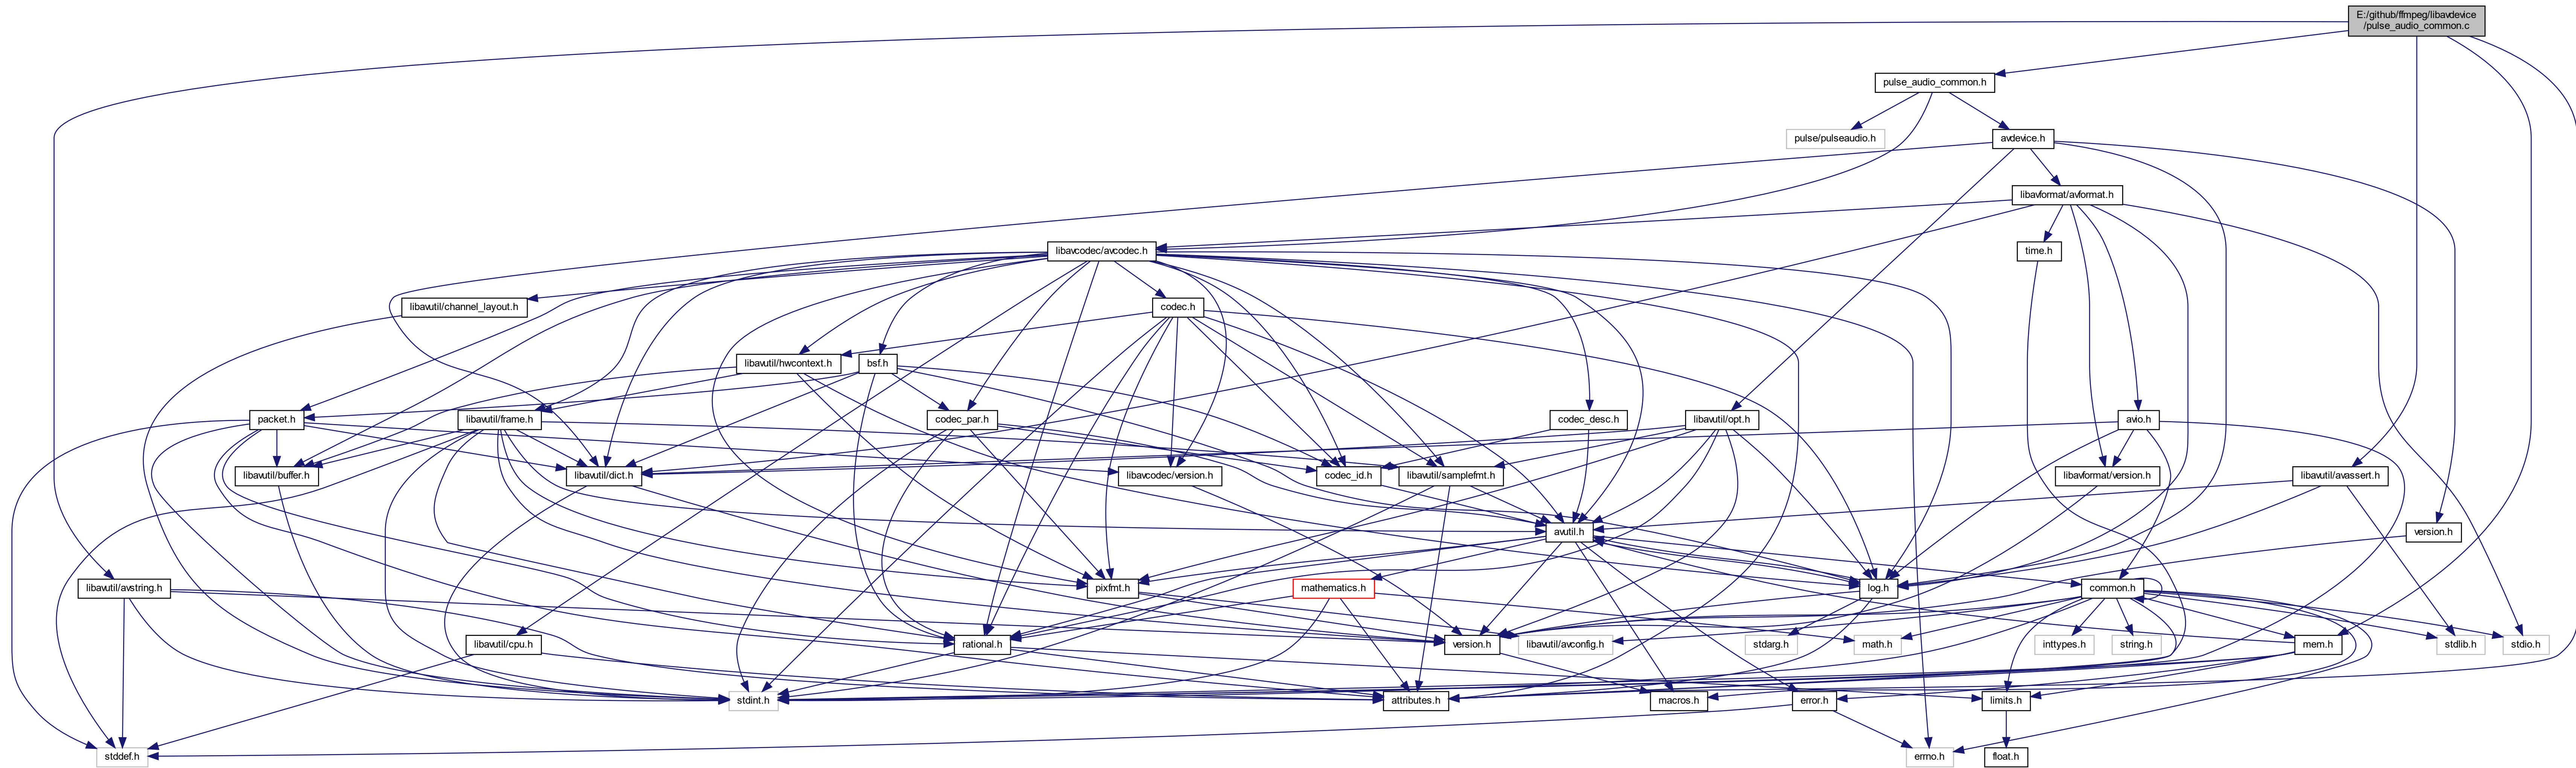 E:/github/ffmpeg/libavdevice
/pulse_audio_common.c
pulse_audio_common.h
pulse/pulseaudio.h
avdevice.h
libavformat/avformat.h
libavcodec/avcodec.h
time.h
libavutil/channel_layout.h
codec.h
libavutil/hwcontext.h
bsf.h
packet.h
libavutil/frame.h
codec_par.h
codec_desc.h
libavutil/opt.h
avio.h
libavutil/buffer.h
libavutil/dict.h
libavcodec/version.h
codec_id.h
libavutil/samplefmt.h
libavformat/version.h
libavutil/avassert.h
avutil.h
version.h
libavutil/avstring.h
pixfmt.h
mathematics.h
log.h
common.h
libavutil/cpu.h
rational.h
version.h
libavutil/avconfig.h
stdarg.h
math.h
inttypes.h
string.h
mem.h
stdlib.h
stdio.h
stdint.h
attributes.h
macros.h
error.h
limits.h
stddef.h
errno.h
float.h